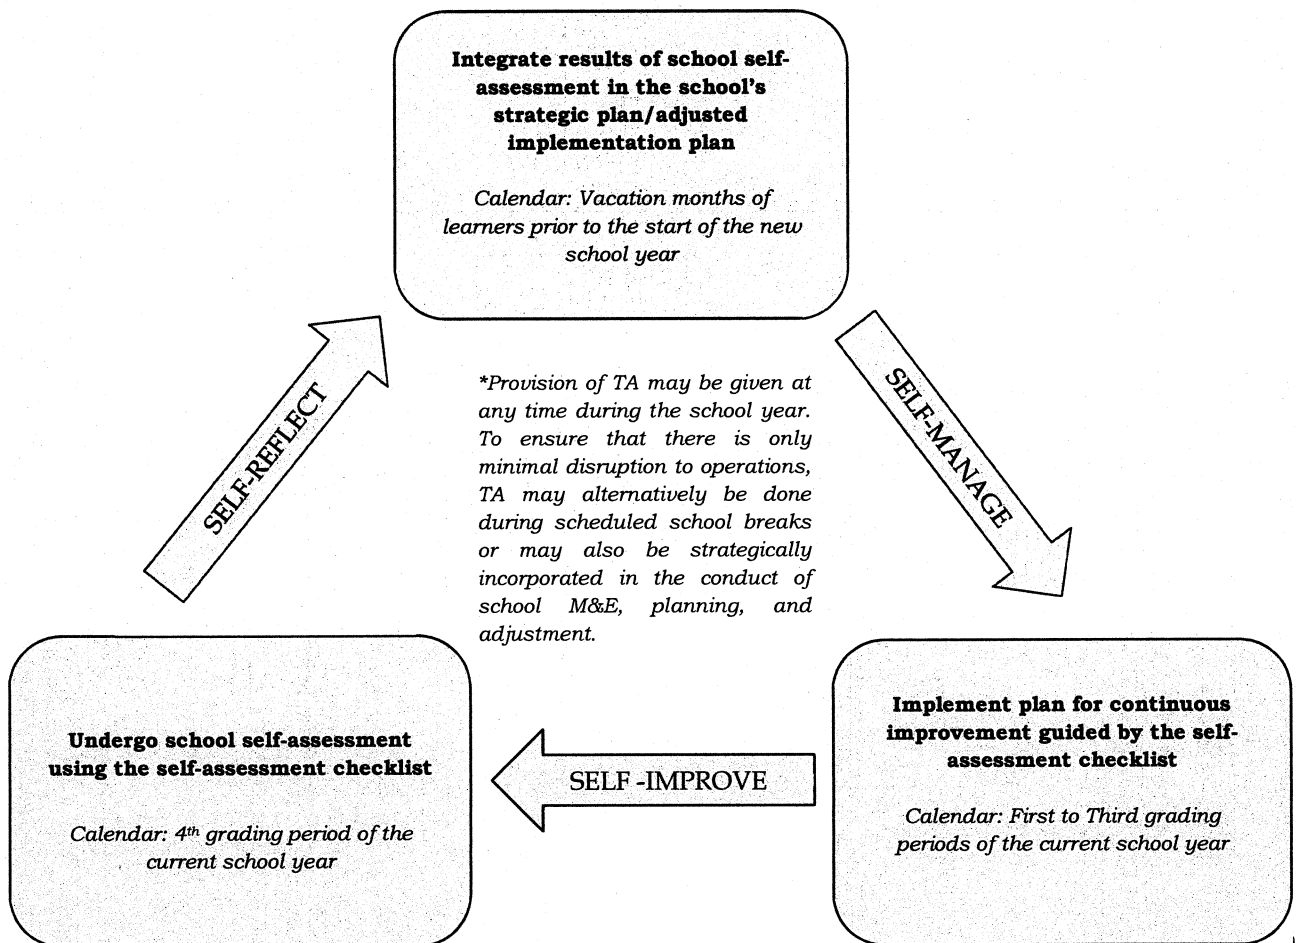 Integrate results of school self-
assessment in the school's
strategic plan/adjusted
implementation plan
Calendar: Vacation months of
learners prior to the start of the new
school year
SELF-REFLECT
*Provision of TA may be given at
any time during the school year.
To ensure that there is only
minimal disruption to operations,
TA may alternatively be done
during scheduled school breaks
or may also be strategically
incorporated in the conduct of
school M&E, planning, and
adjustment.
SELF-MANAGE
Undergo school self-assessment
using the self-assessment checklist
Calendar: 4th grading period of the
current school year
SELF -IMPROVE
Implement plan for continuous
improvement guided by the self-
assessment checklist
Calendar: First to Third grading
periods of the current school year